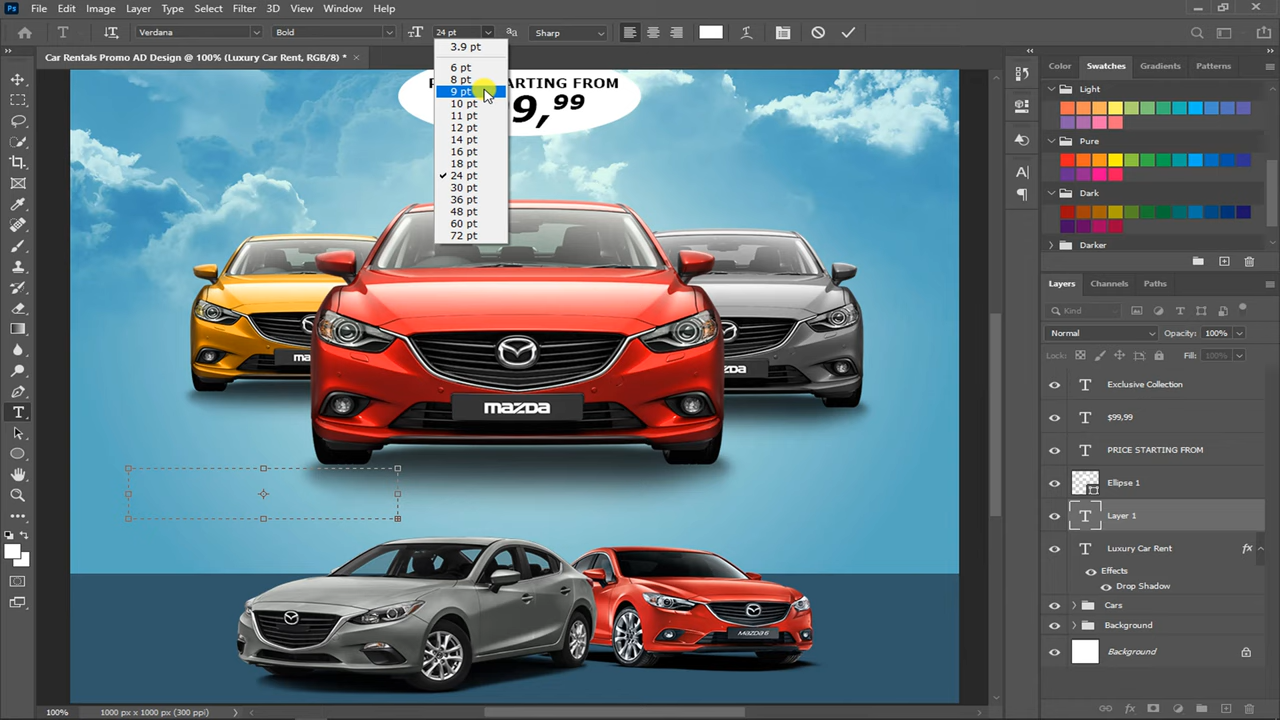 Ps File Edit Image Layer Type Select Filter 3D View Window Help
T Verdana Bold 24 pt aa Sharp
Car Rentals Promo AD Design @ 100% (Luxury Car Rent, RGB/8) *
3.9 pt
6 pt
8 pt
9 pt
10 pt
11 pt
12 pt
14 pt
16 pt
18 pt
24 pt
30 pt
36 pt
48 pt
60 pt
72 pt
STARTING FROM
9,99
mazda
MAZDA 6
Color Swatches Gradients Patterns
Light
Pure
Dark
Darker
Layers Channels Paths
Kind
Normal Opacity: 100%
Lock: Fill: 100%
Exclusive Collection
$99,99
PRICE STARTING FROM
Ellipse 1
Layer 1
Luxury Car Rent fx
Effects
Drop Shadow
Cars
Background
Background
100% 1000 px x 1000 px (300 ppi)